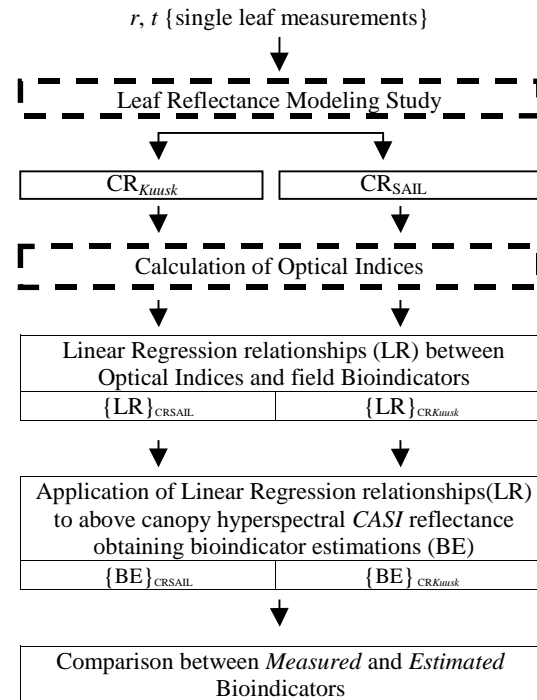 r, t {single leaf measurements}
Leaf Reflectance Modeling Study
CRKuusk
CRSAIL
Calculation of Optical Indices
Linear Regression relationships (LR) between
Optical Indices and field Bioindicators
{LR}CRSAIL
{LR}CRKuusk
Application of Linear Regression relationships(LR)
to above canopy hyperspectral CASI reflectance
obtaining bioindicator estimations (BE)
{BE}CRSAIL
{BE}CRKuusk
Comparison between Measured and Estimated
Bioindicators